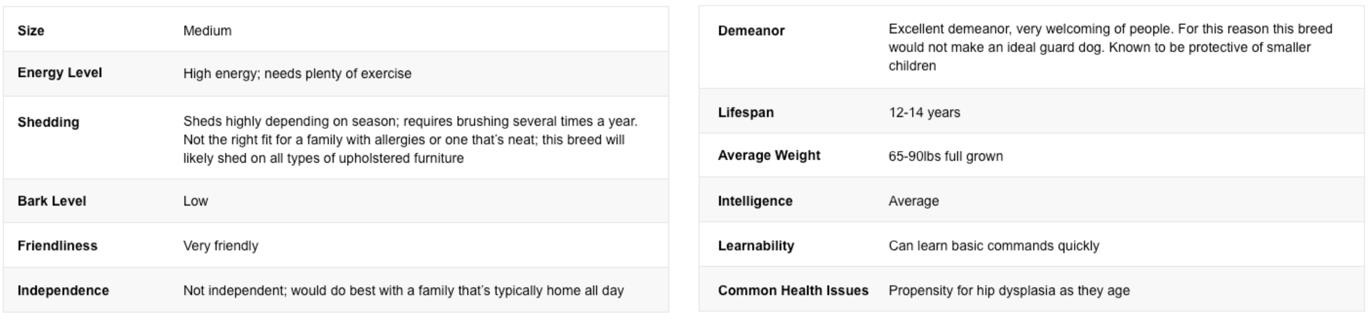 Size Medium
Energy Level High energy; needs plenty of exercise
Shedding Sheds highly depending on season; requires brushing several times a year.
Not the right fit for a family with allergies or one that's neat; this breed will
likely shed on all types of upholstered furniture
Bark Level Low
Friendliness Very friendly
Independence Not independent; would do best with a family that's typically home all day
Demeanor Excellent demeanor, very welcoming of people. For this reason this breed
would not make an ideal guard dog. Known to be protective of smaller
children
Lifespan 12-14 years
Average Weight 65-90lbs full grown
Intelligence Average
Learnability Can learn basic commands quickly
Common Health Issues Propensity for hip dysplasia as they age